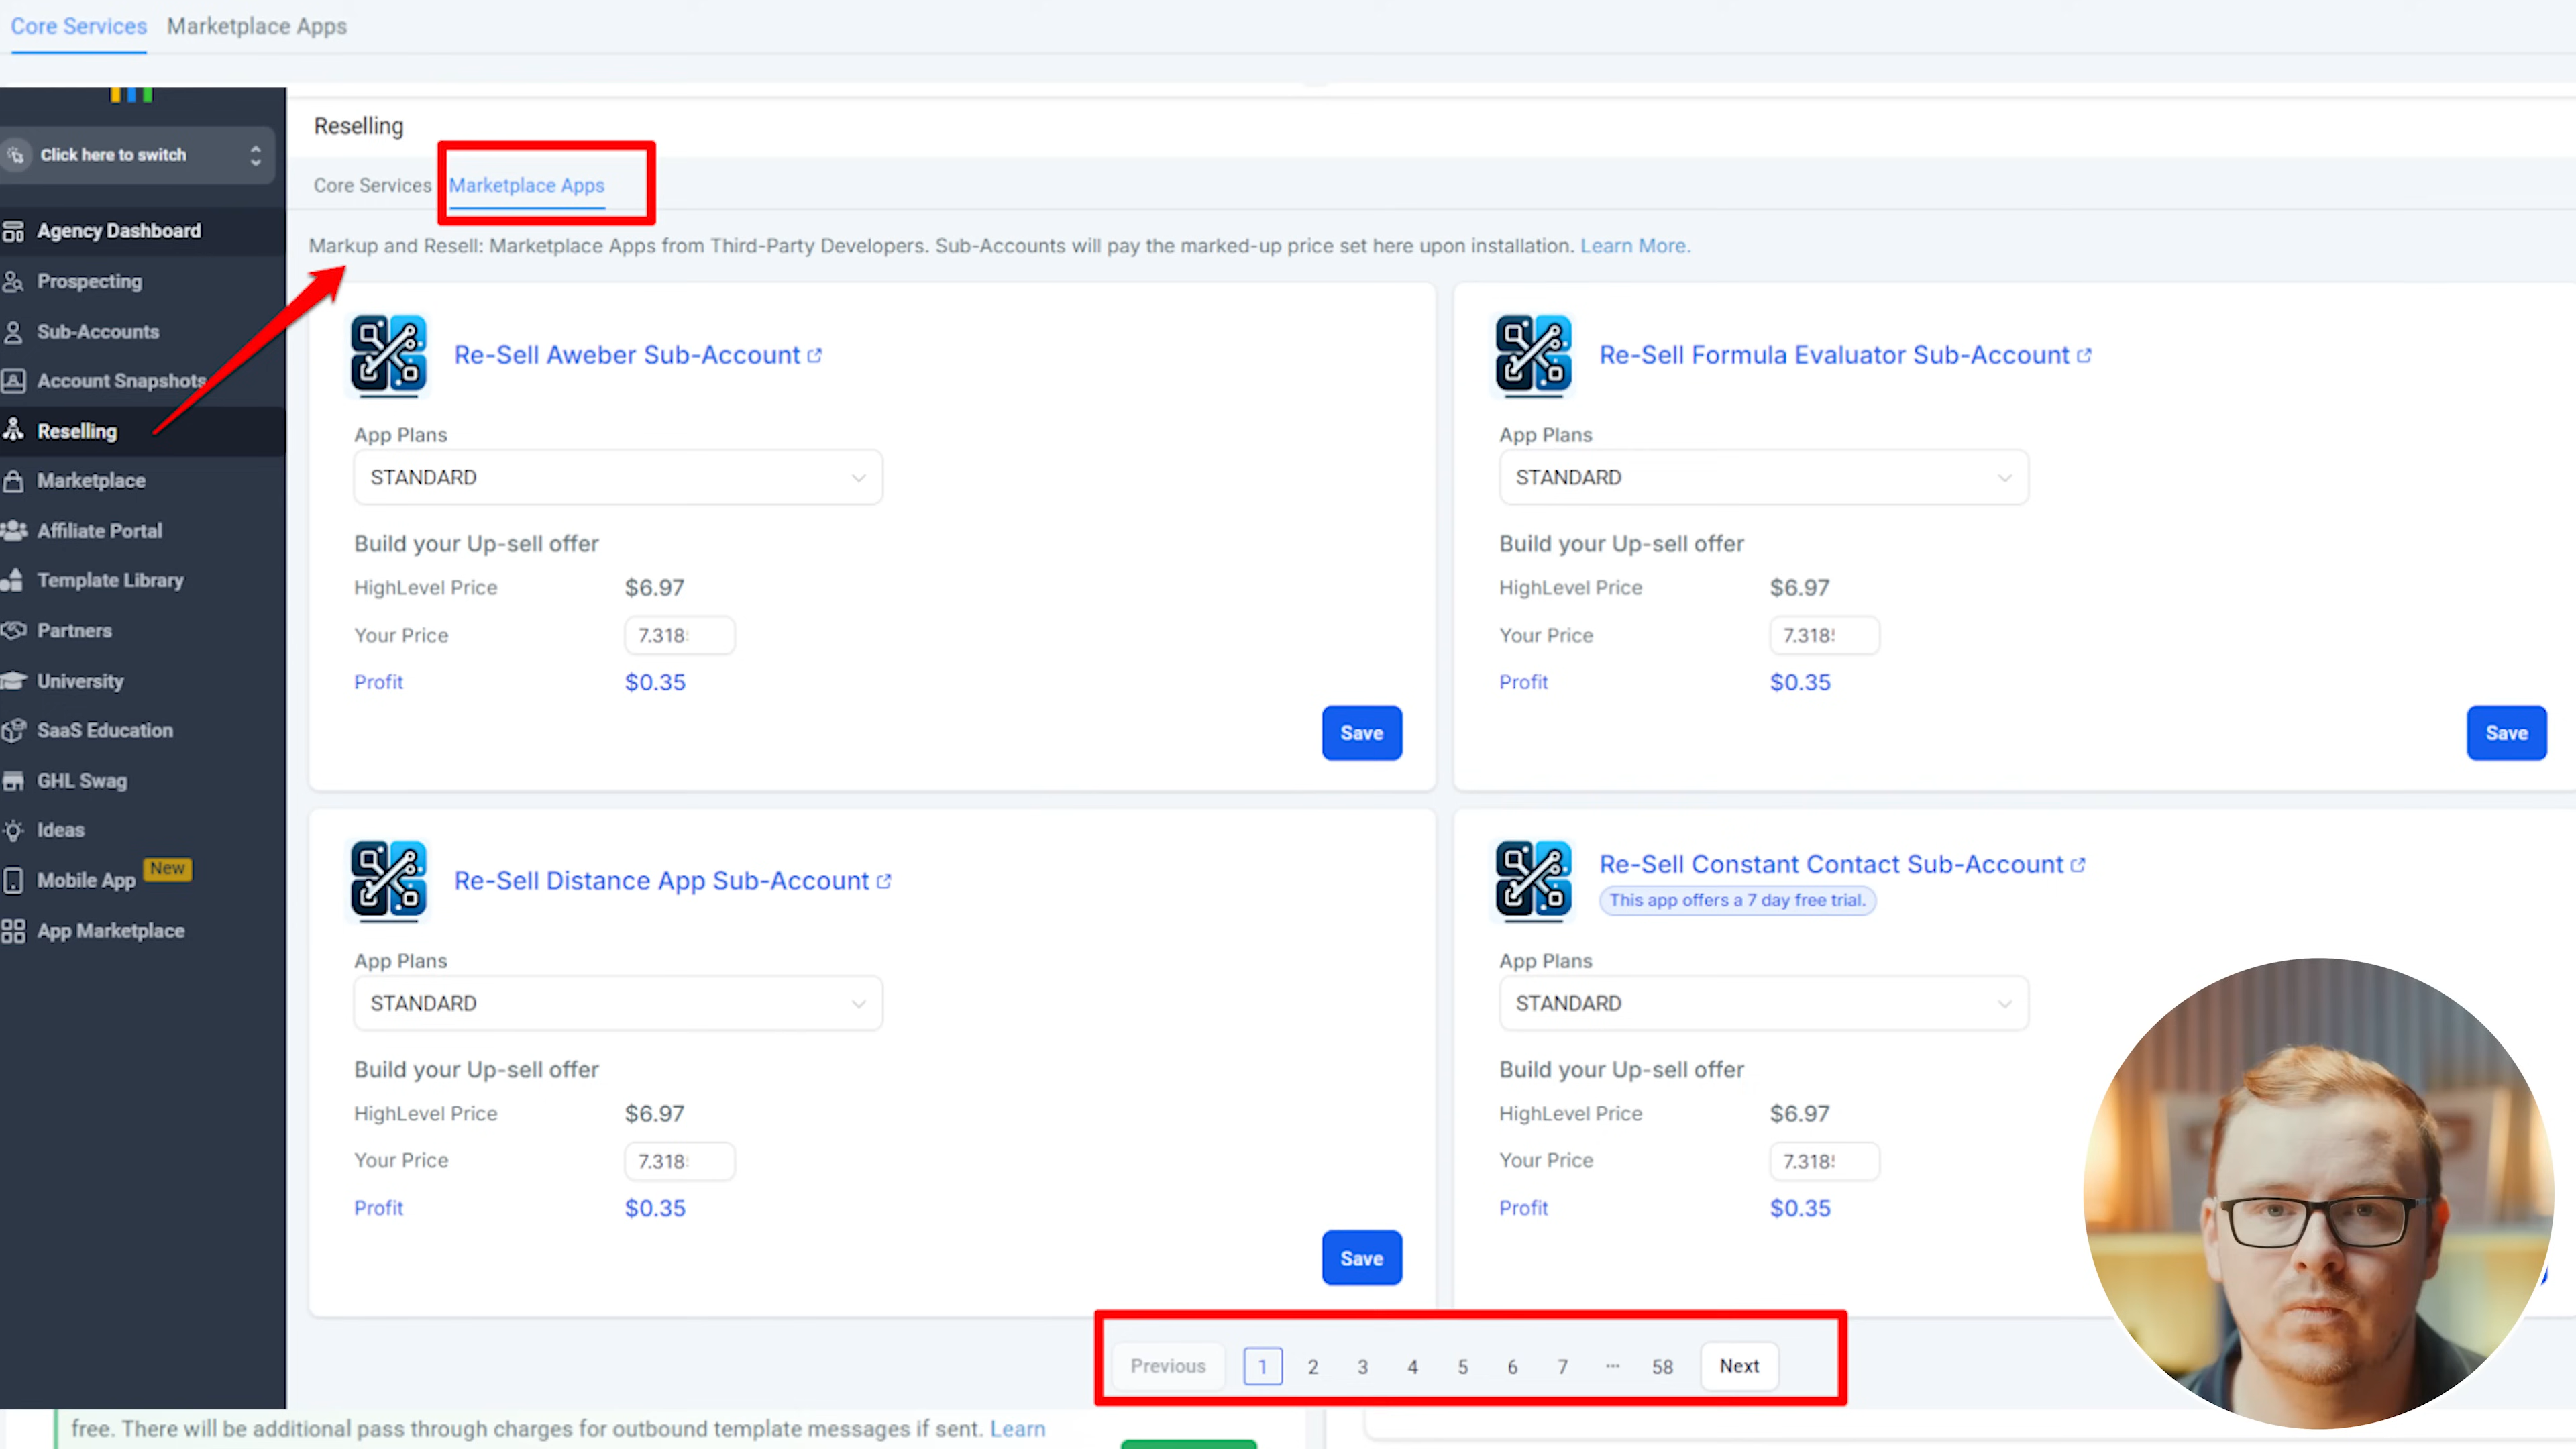 Core Services Marketplace Apps
Click here to switch
Agency Dashboard
Prospecting
Sub-Accounts
Account Snapshots
Reselling
Marketplace
Affiliate Portal
Template Library
Partners
University
SaaS Education
GHL Swag
Ideas
Mobile App New
App Marketplace
Reselling
Core Services Marketplace Apps
Markup and Resell: Marketplace Apps from Third-Party Developers. Sub-Accounts will pay the marked-up price set here upon installation. Learn More.
Re-Sell Aweber Sub-Account
App Plans
STANDARD
Build your Up-sell offer
HighLevel Price $6.97
Your Price 7.318
Profit $0.35
Save
Re-Sell Formula Evaluator Sub-Account
App Plans
STANDARD
Build your Up-sell offer
HighLevel Price $6.97
Your Price 7.318
Profit $0.35
Save
Re-Sell Distance App Sub-Account
App Plans
STANDARD
Build your Up-sell offer
HighLevel Price $6.97
Your Price 7.318
Profit $0.35
Save
Re-Sell Constant Contact Sub-Account
This app offers a 7 day free trial.
App Plans
STANDARD
Build your Up-sell offer
HighLevel Price $6.97
Your Price 7.318
Profit $0.35
Previous 1 2 3 4 5 6 7 ··· 58 Next
free. There will be additional pass through charges for outbound template messages if sent. Learn